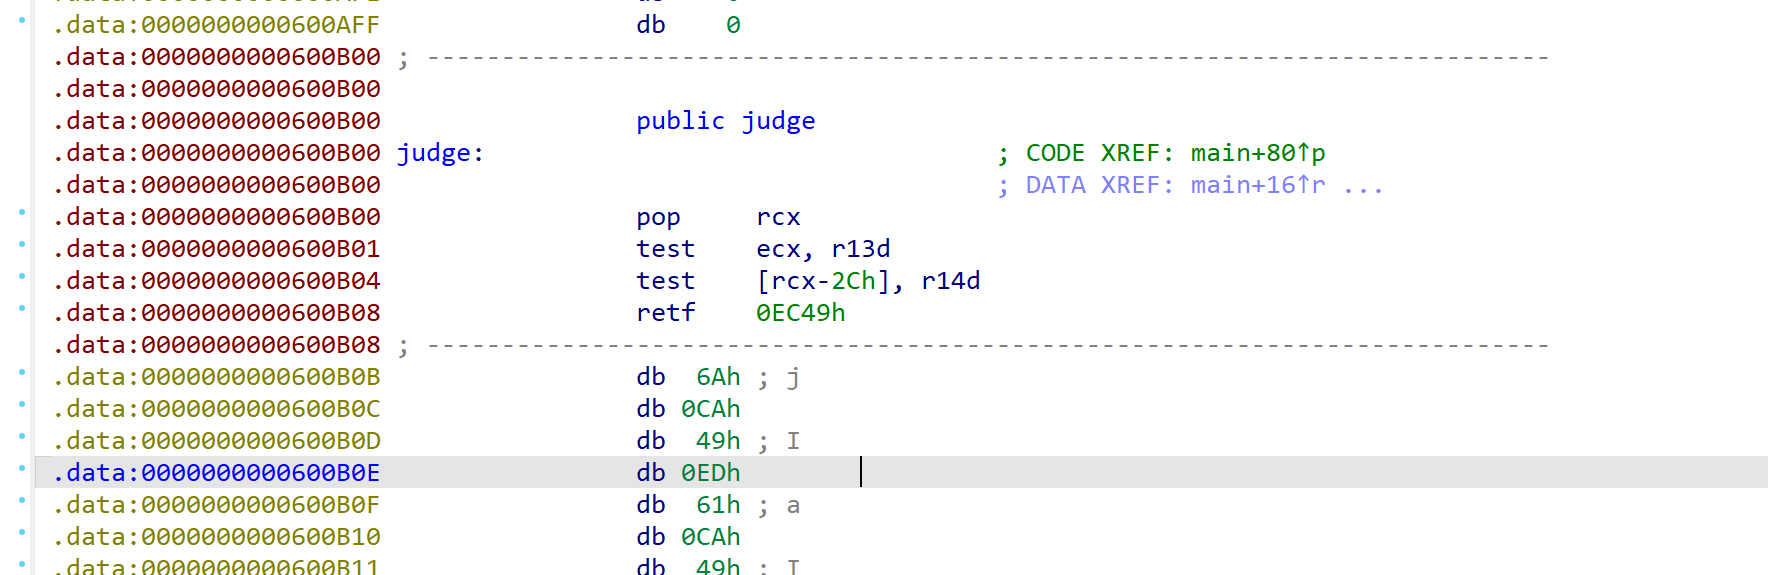 .data:0000000000600AFF db 0
.data:0000000000600B00 ; ---------------------------------------------------------------------------
.data:0000000000600B00
.data:0000000000600B00 public judge
.data:0000000000600B00 judge: ; CODE XREF: main+80↑p
.data:0000000000600B00 ; DATA XREF: main+16↑r ...
.data:0000000000600B00 pop rcx
.data:0000000000600B01 test ecx, r13d
.data:0000000000600B04 test [rcx-2Ch], r14d
.data:0000000000600B08 retf 0EC49h
.data:0000000000600B08 ; ---------------------------------------------------------------------------
.data:0000000000600B0B db 6Ah ; j
.data:0000000000600B0C db 0CAh
.data:0000000000600B0D db 49h ; I
.data:0000000000600B0E db 0EDh
.data:0000000000600B0F db 61h ; a
.data:0000000000600B10 db 0CAh
.data:0000000000600B11 db 49h ; I